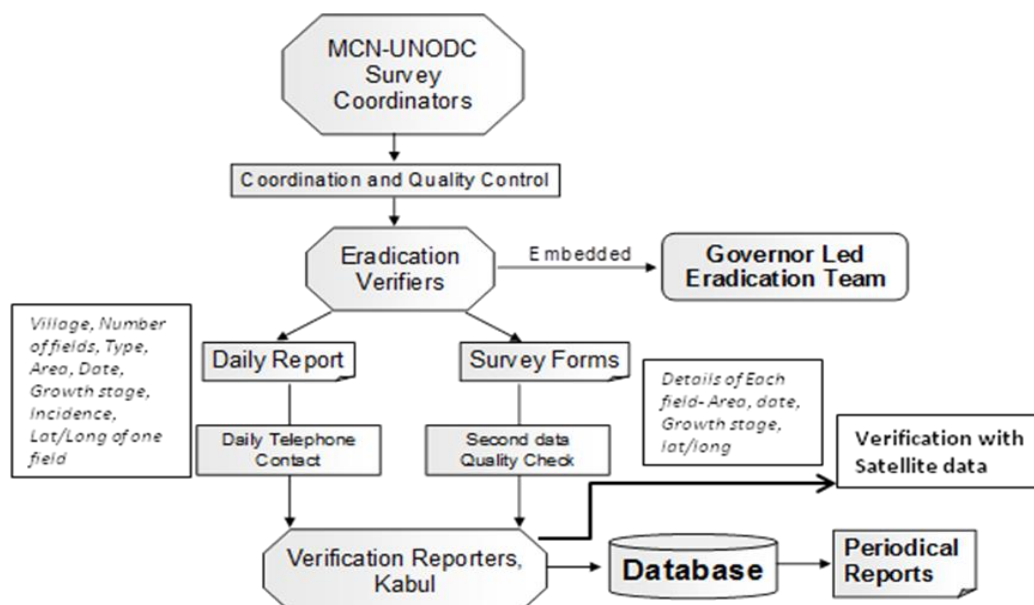 MCN-UNODC
Survey
Coordinators
Coordination and Quality Control
Eradication
Verifiers
Embedded
Governor Led
Eradication Team
Village, Number
of fields, Type,
Area, Date,
Growth stage,
Incidence,
Lat/Long of one
field
Daily Report
Survey Forms
Details of Each
field- Area, date,
Growth stage,
lat/long
Daily Telephone
Contact
Second data
Quality Check
Verification with
Satellite data
Verification Reporters,
Kabul
Database
Periodical
Reports